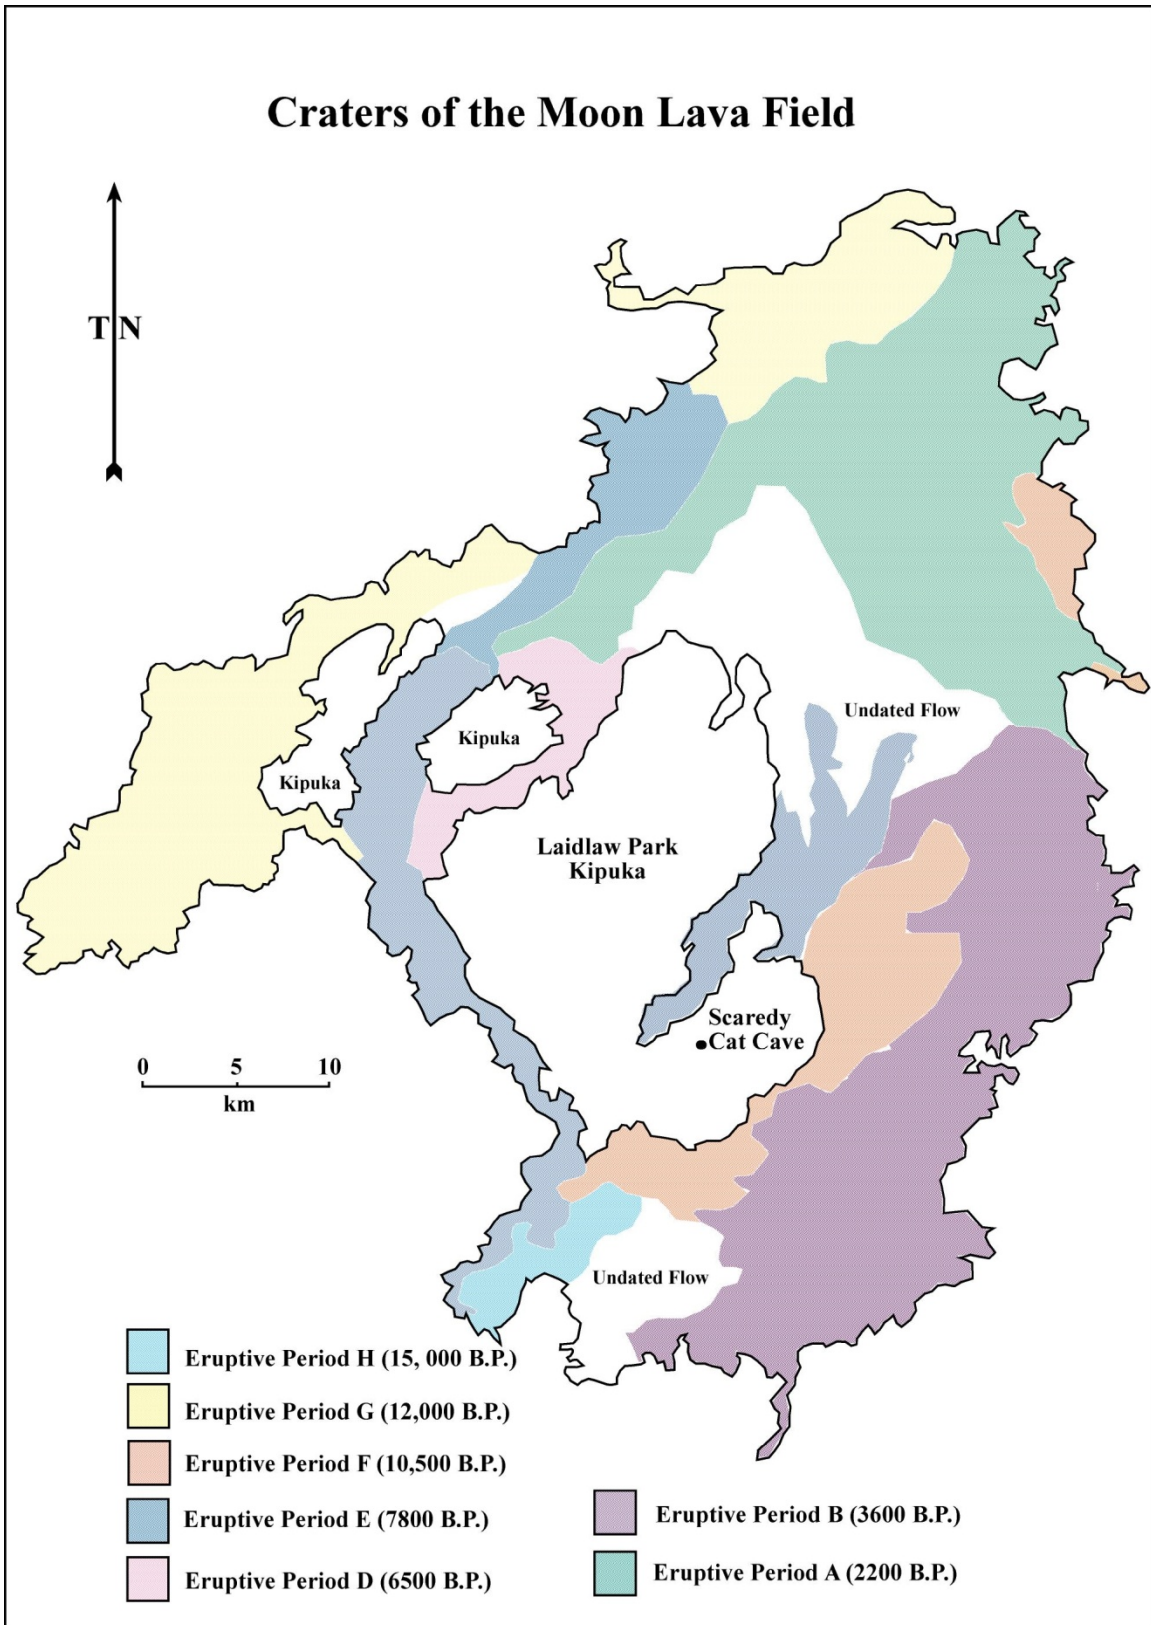 Craters of the Moon Lava Field
T N
Undated Flow
Kipuka
Kipuka
Laidlaw Park
Kipuka
Scaredy
Cat Cave
0 5 10
km
Undated Flow
Eruptive Period H (15, 000 B.P.)
Eruptive Period G (12,000 B.P.)
Eruptive Period F (10,500 B.P.)
Eruptive Period E (7800 B.P.)
Eruptive Period D (6500 B.P.)
Eruptive Period B (3600 B.P.)
Eruptive Period A (2200 B.P.)